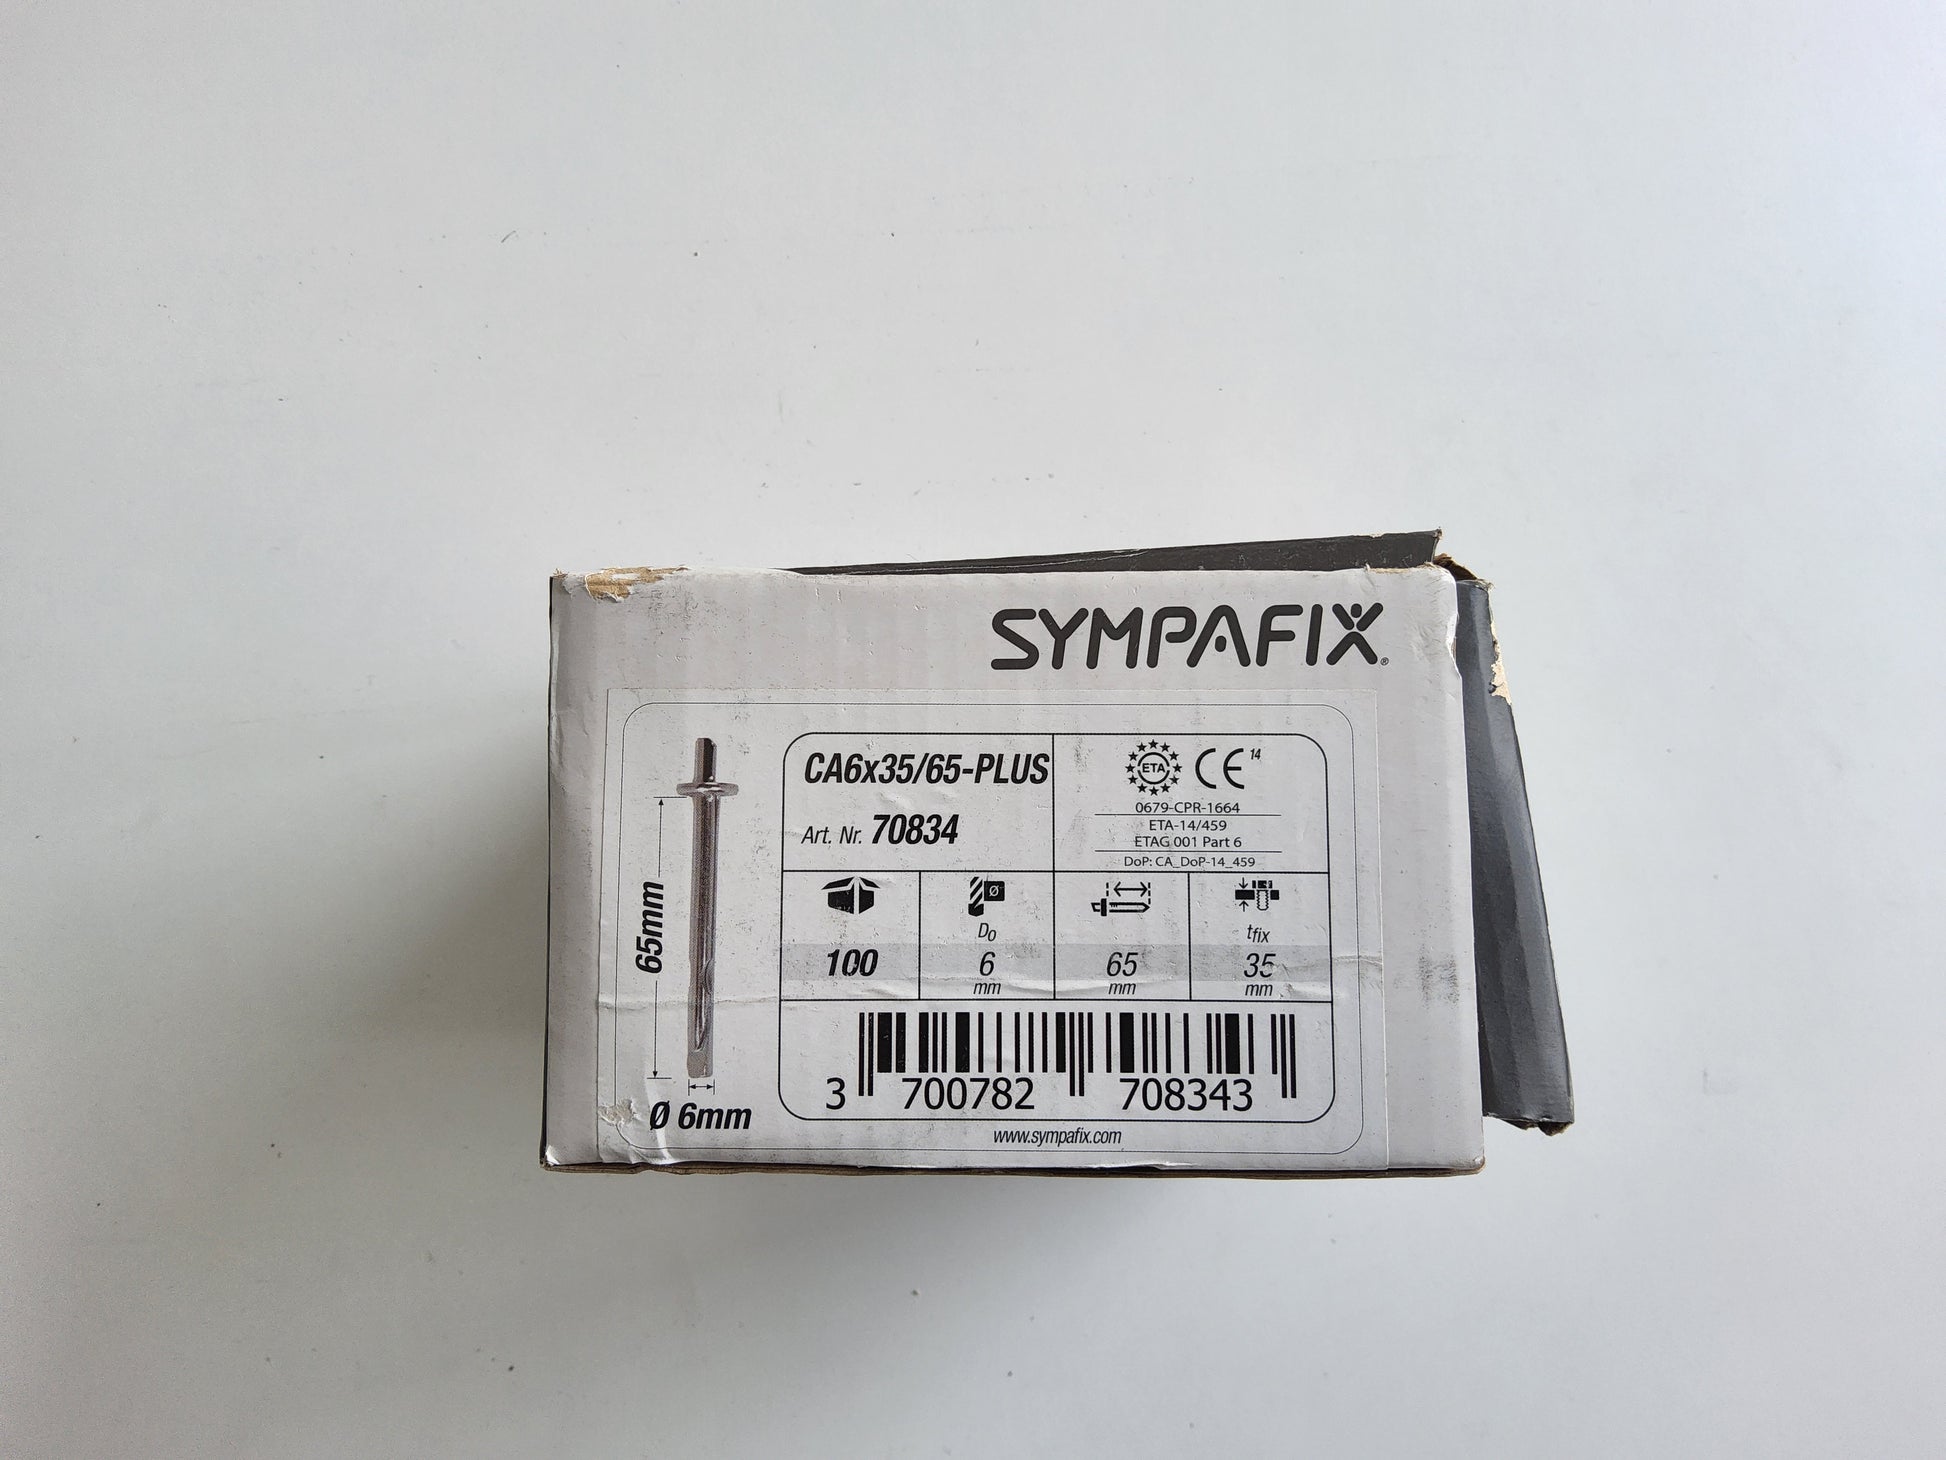 SYMPAFIX®
CA6x35/65-PLUS
Art. Nr. 70834
ETA
CE 14
0679-CPR-1664
ETA-14/459
ETAG 001 Part 6
DoP: CA_DoP-14_459
65mm
Ø 6mm
Ø
D0
tfix
100
6
65
35
mm
mm
mm
3 700782 708343
www.sympafix.com